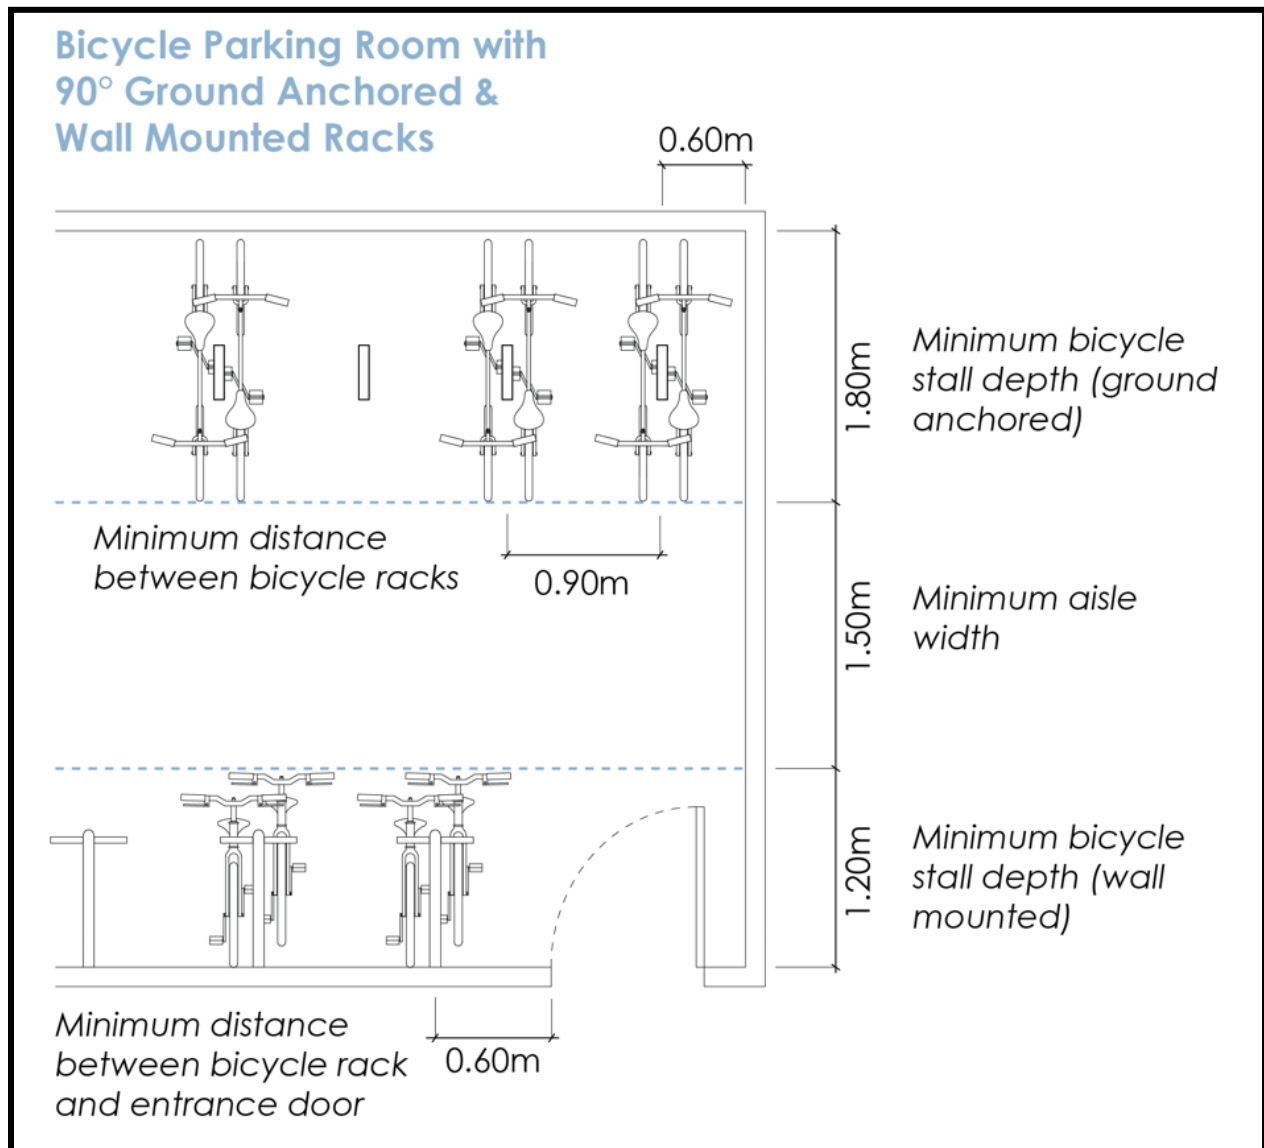 Bicycle Parking Room with
90° Ground Anchored &
Wall Mounted Racks
0.60m
1.80m
Minimum bicycle
stall depth (ground
anchored)
Minimum distance
between bicycle racks
0.90m
1.50m
Minimum aisle
width
1.20m
Minimum bicycle
stall depth (wall
mounted)
Minimum distance
between bicycle rack
and entrance door
0.60m